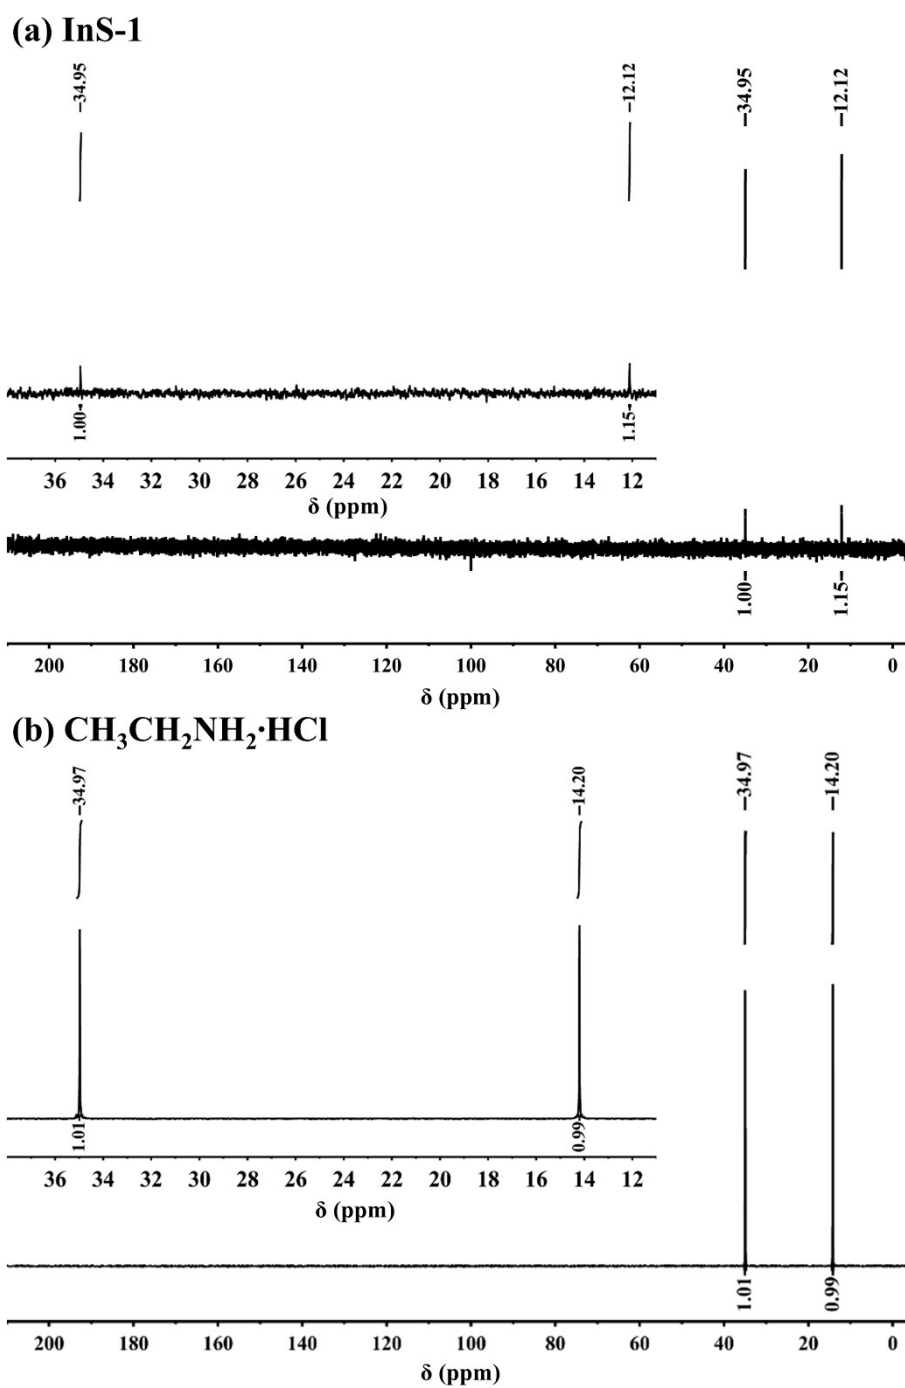 (a) InS-1
–34.95
–12.12
–34.95
–12.12
1.00
1.15
36 34 32 30 28 26 24 22 20 18 16 14 12
δ (ppm)
1.00
1.15
200 180 160 140 120 100 80 60 40 20 0
δ (ppm)
(b) CH₃CH₂NH₂·HCl
–34.97
–14.20
–34.97
–14.20
1.01
0.99
36 34 32 30 28 26 24 22 20 18 16 14 12
δ (ppm)
1.01
0.99
200 180 160 140 120 100 80 60 40 20 0
δ (ppm)